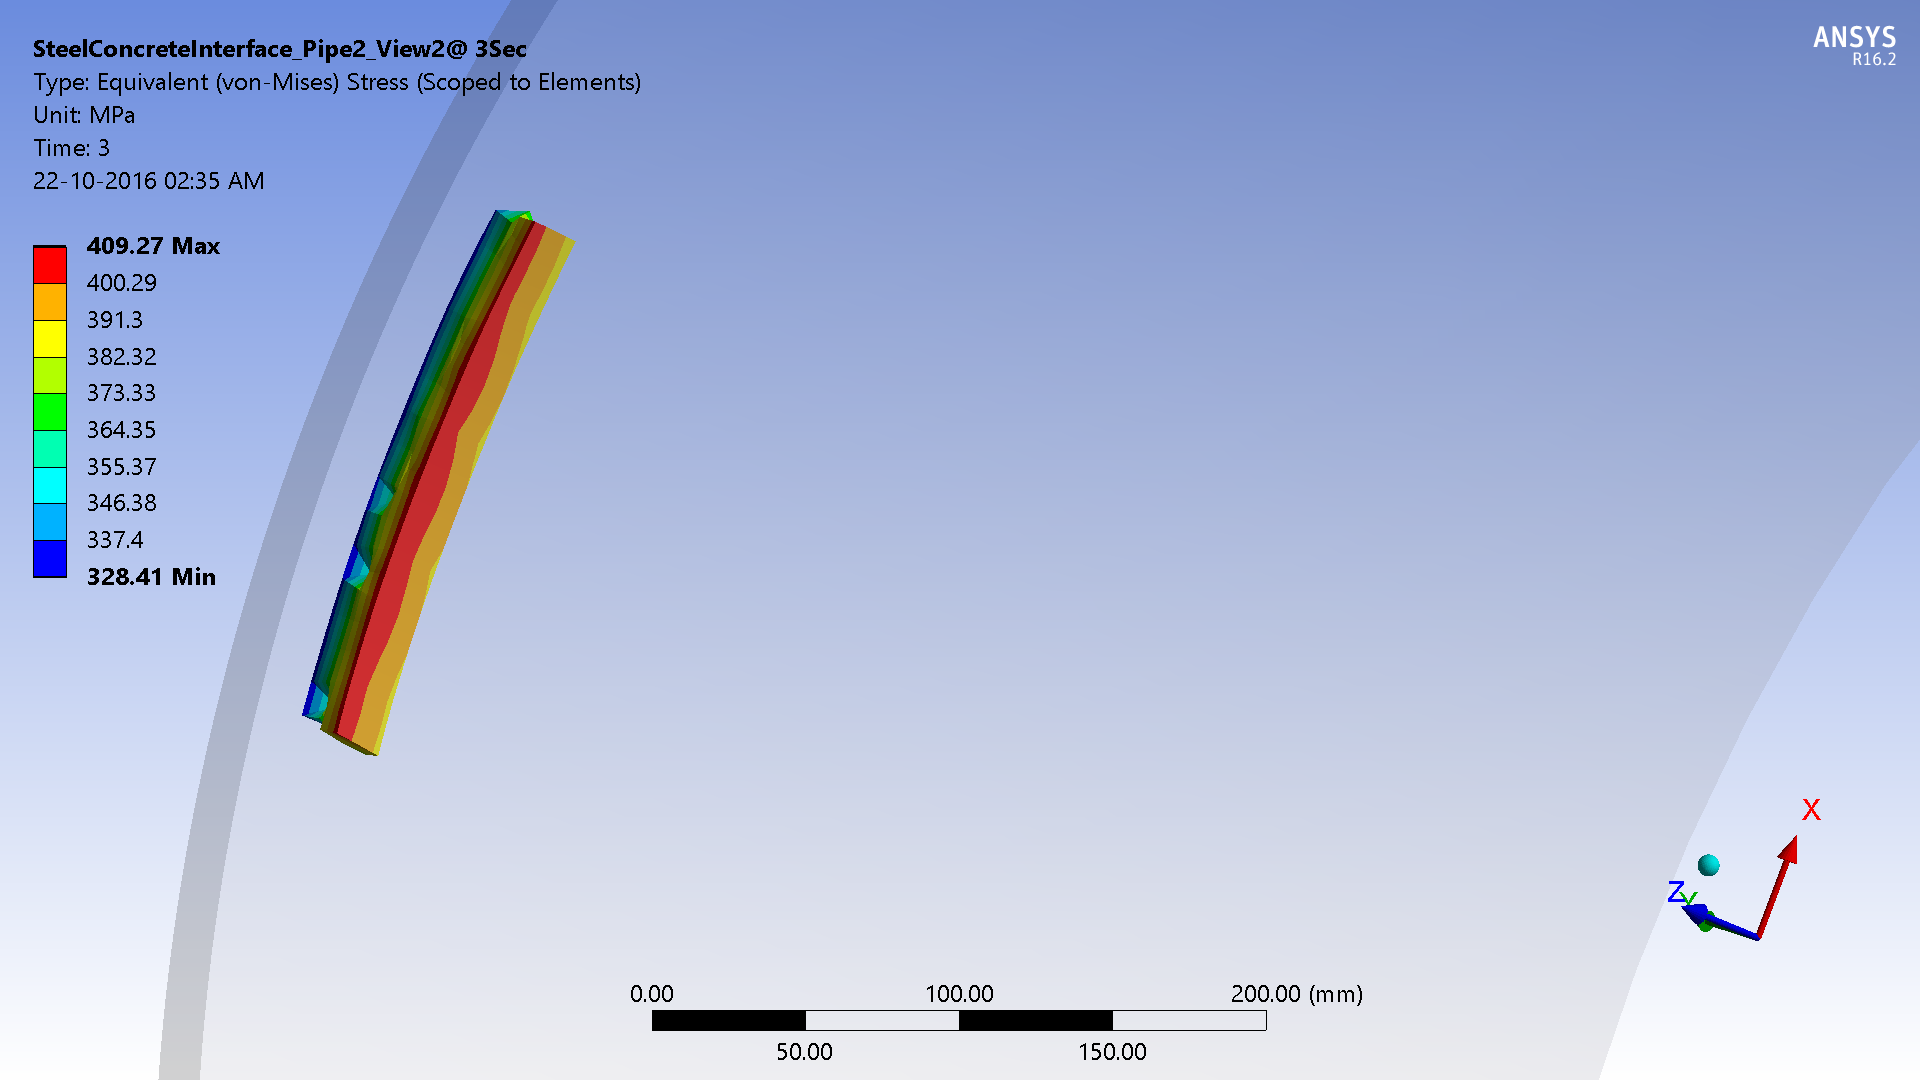 SteelConcreteInterface_Pipe2_View2@ 3Sec
Type: Equivalent (von-Mises) Stress (Scoped to Elements)
Unit: MPa
Time: 3
22-10-2016 02:35 AM
ANSYS
R16.2
409.27 Max
400.29
391.3
382.32
373.33
364.35
355.37
346.38
337.4
328.41 Min
X
Z
Y
0.00 100.00 200.00 (mm)
50.00 150.00